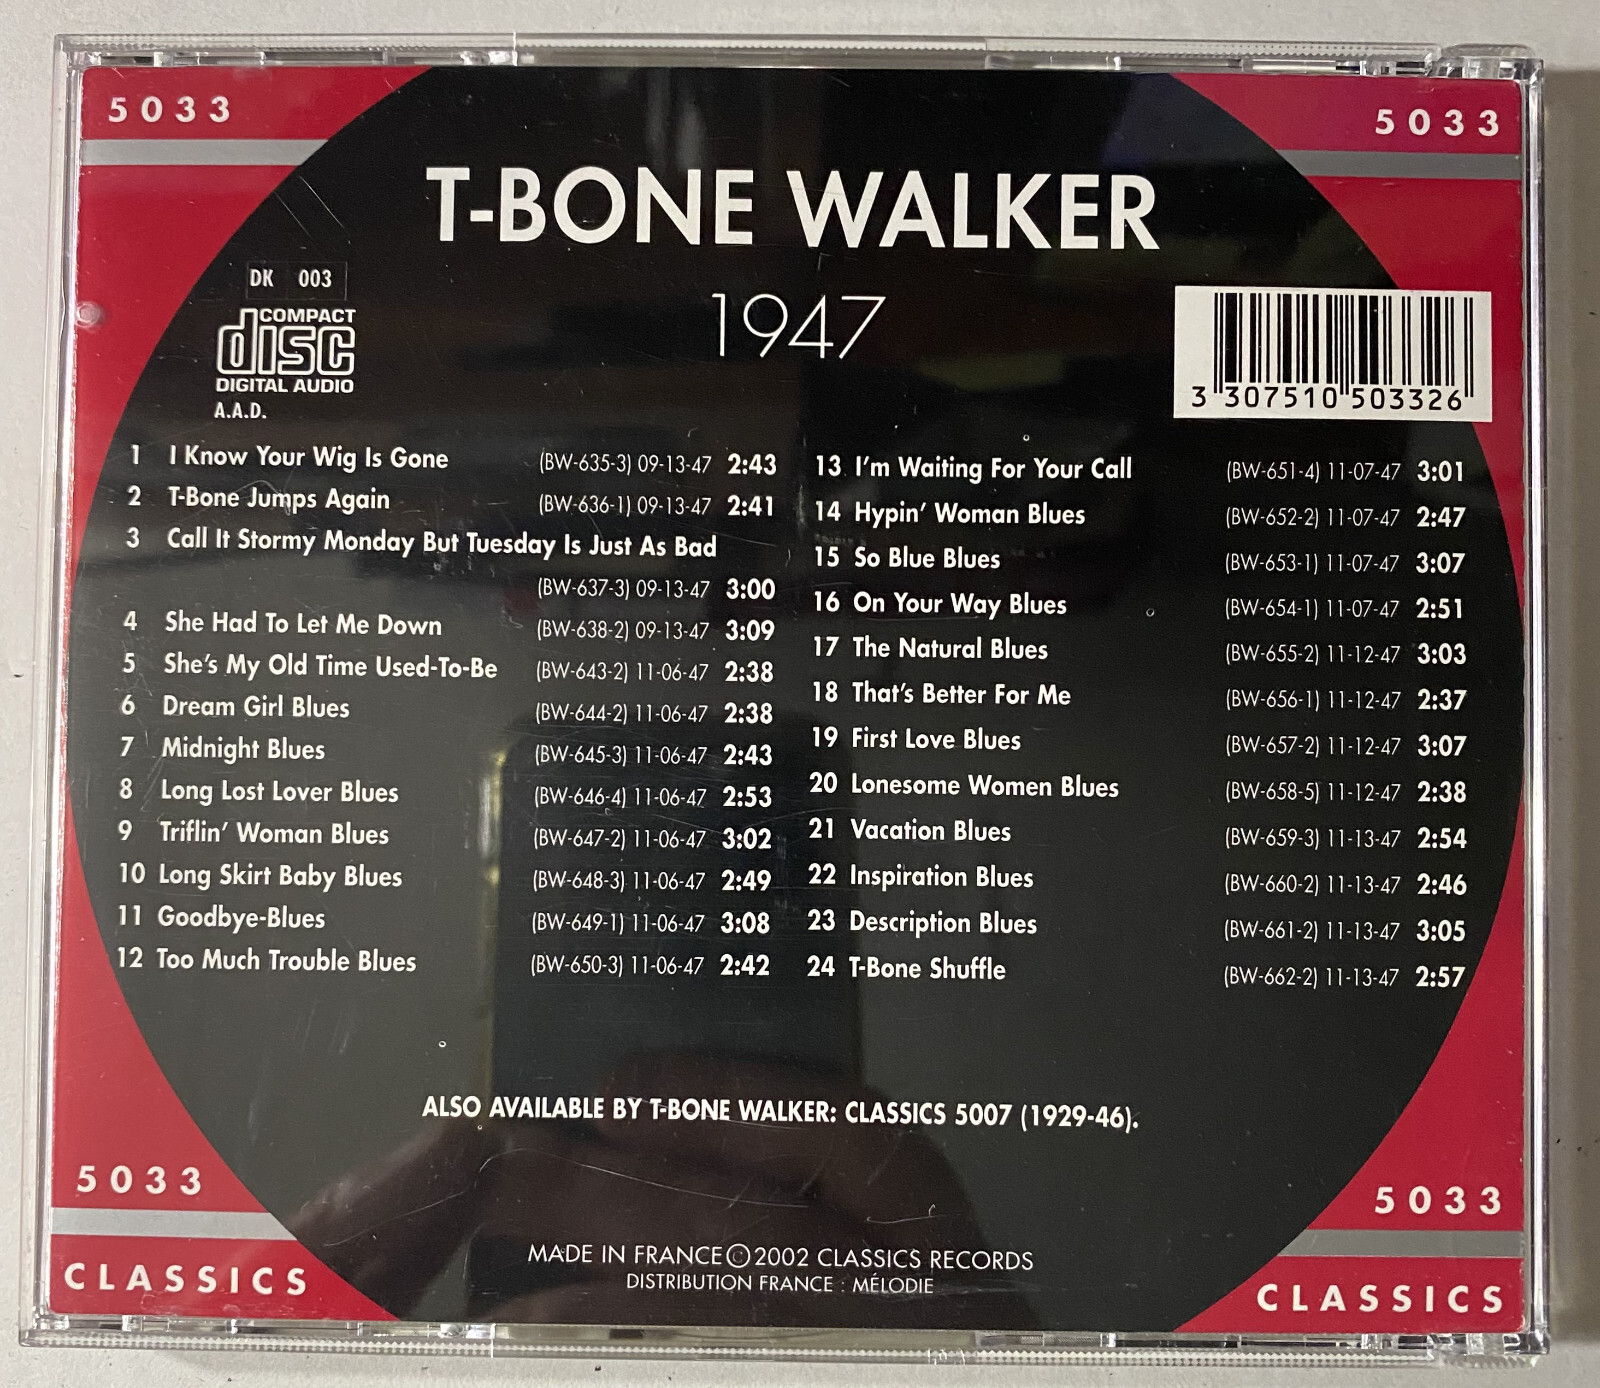 5033
5033
T-BONE WALKER
1947
DK 003
COMPACT
disc
DIGITAL AUDIO
A.A.D.
3 307510 503326
1 I Know Your Wig Is Gone (BW-635-3) 09-13-47 2:43
2 T-Bone Jumps Again (BW-636-1) 09-13-47 2:41
3 Call It Stormy Monday But Tuesday Is Just As Bad
(BW-637-3) 09-13-47 3:00
4 She Had To Let Me Down (BW-638-2) 09-13-47 3:09
5 She's My Old Time Used-To-Be (BW-643-2) 11-06-47 2:38
6 Dream Girl Blues (BW-644-2) 11-06-47 2:38
7 Midnight Blues (BW-645-3) 11-06-47 2:43
8 Long Lost Lover Blues (BW-646-4) 11-06-47 2:53
9 Triflin' Woman Blues (BW-647-2) 11-06-47 3:02
10 Long Skirt Baby Blues (BW-648-3) 11-06-47 2:49
11 Goodbye-Blues (BW-649-1) 11-06-47 3:08
12 Too Much Trouble Blues (BW-650-3) 11-06-47 2:42
13 I'm Waiting For Your Call (BW-651-4) 11-07-47 3:01
14 Hypin' Woman Blues (BW-652-2) 11-07-47 2:47
15 So Blue Blues (BW-653-1) 11-07-47 3:07
16 On Your Way Blues (BW-654-1) 11-07-47 2:51
17 The Natural Blues (BW-655-2) 11-12-47 3:03
18 That's Better For Me (BW-656-1) 11-12-47 2:37
19 First Love Blues (BW-657-2) 11-12-47 3:07
20 Lonesome Women Blues (BW-658-5) 11-12-47 2:38
21 Vacation Blues (BW-659-3) 11-13-47 2:54
22 Inspiration Blues (BW-660-2) 11-13-47 2:46
23 Description Blues (BW-661-2) 11-13-47 3:05
24 T-Bone Shuffle (BW-662-2) 11-13-47 2:57
ALSO AVAILABLE BY T-BONE WALKER: CLASSICS 5007 (1929-46).
5033
5033
MADE IN FRANCE © 2002 CLASSICS RECORDS
DISTRIBUTION FRANCE : MÉLODIE
CLASSICS
CLASSICS